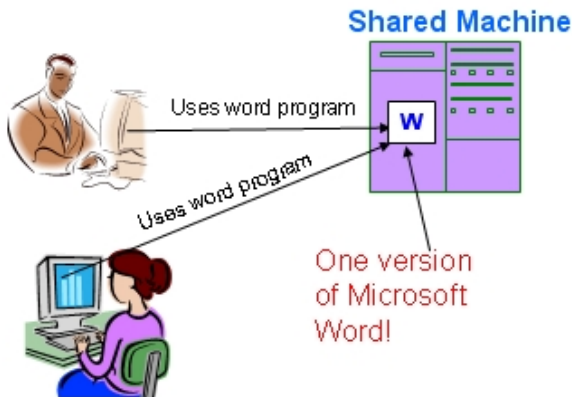 Shared Machine
Uses word program
W
Uses word program
One version
of Microsoft
Word!